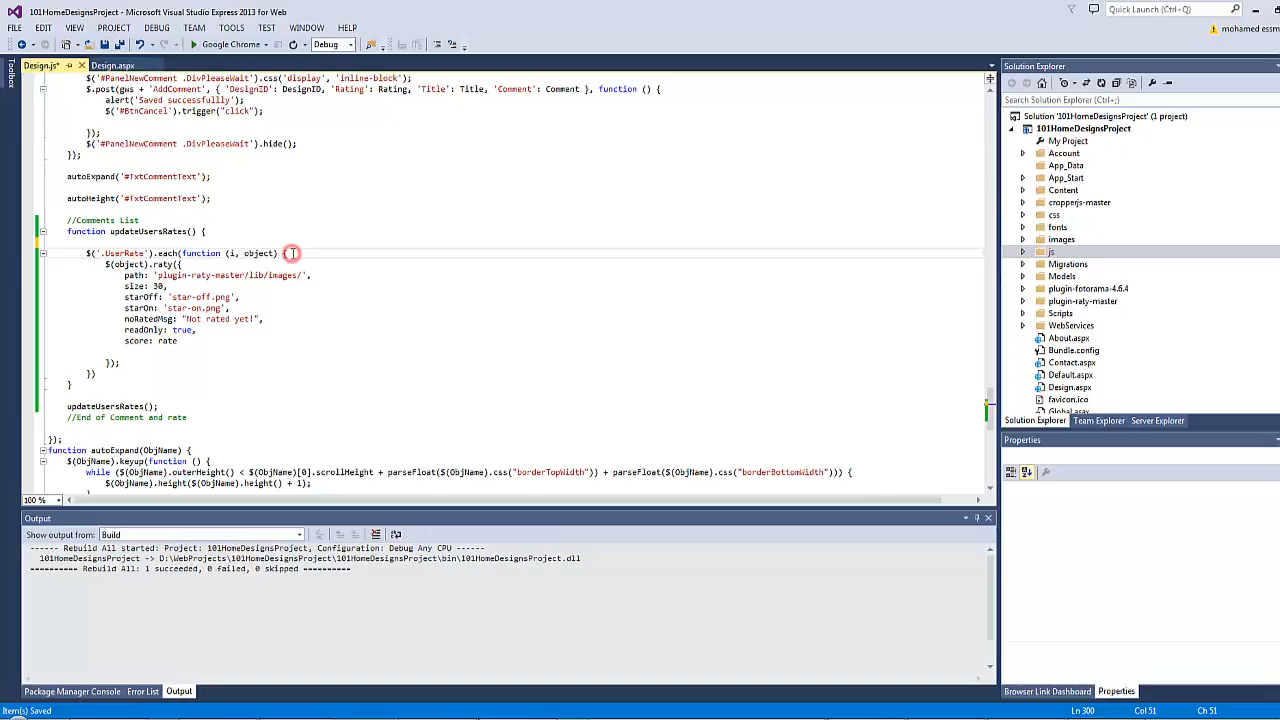 101HomeDesignsProject - Microsoft Visual Studio Express 2013 for Web
Quick Launch (Ctrl+Q)
FILE EDIT VIEW PROJECT DEBUG TEAM TOOLS TEST WINDOW HELP
mohamed essm
Google Chrome Debug
Toolbox
Design.js* Design.aspx
$('#PanelNewComment .DivPleaseWait').css('display', 'inline-block');
$.post(gws + 'AddComment', { 'DesignID': DesignID, 'Rating': Rating, 'Title': Title, 'Comment': Comment }, function () {
alert('Saved successfullly');
$('#BtnCancel').trigger("click");
});
$('#PanelNewComment .DivPleaseWait').hide();
});
autoExpand('#TxtCommentText');
autoHeight('#TxtCommentText');
//Comments List
function updateUsersRates() {
$('.UserRate').each(function (i, object) {
$(object).raty({
path: 'plugin-raty-master/lib/images/',
size: 30,
starOff: 'star-off.png',
starOn: 'star-on.png',
noRatedMsg: "Not rated yet!",
readOnly: true,
score: rate
});
})
}
updateUsersRates();
//End of Comment and rate
});
function autoExpand(ObjName) {
$(ObjName).keyup(function () {
while ($(ObjName).outerHeight() < $(ObjName)[0].scrollHeight + parseFloat($(ObjName).css("borderTopWidth")) + parseFloat($(ObjName).css("borderBottomWidth"))) {
$(ObjName).height($(ObjName).height() + 1);
100 %
Output
Show output from: Build
------ Rebuild All started: Project: 101HomeDesignsProject, Configuration: Debug Any CPU ------
101HomeDesignsProject -> D:\WebProjects\101HomeDesignsProject\101HomeDesignsProject\bin\101HomeDesignsProject.dll
========== Rebuild All: 1 succeeded, 0 failed, 0 skipped ==========
Package Manager Console Error List Output
Solution Explorer
Search Solution Explorer (Ctrl+;)
Solution '101HomeDesignsProject' (1 project)
101HomeDesignsProject
My Project
Account
App_Data
App_Start
Content
cropperjs-master
css
fonts
images
js
Migrations
Models
plugin-fotorama-4.6.4
plugin-raty-master
Scripts
WebServices
About.aspx
Bundle.config
Contact.aspx
Default.aspx
Design.aspx
favicon.ico
Global.asax
Solution Explorer Team Explorer Server Explorer
Properties
Browser Link Dashboard Properties
Item(s) Saved Ln 300 Col 51 Ch 51